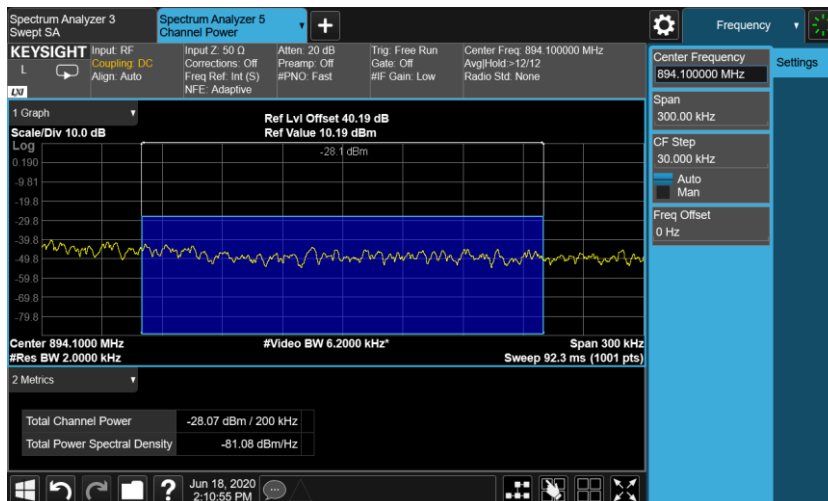 Spectrum Analyzer 3
Swept SA
Spectrum Analyzer 5
Channel Power
+
Frequency
KEYSIGHT
L
LXI
Input: RF
Coupling: DC
Align: Auto
Input Z: 50 Ω
Corrections: Off
Freq Ref: Int (S)
NFE: Adaptive
Atten: 20 dB
Preamp: Off
#PNO: Fast
Trig: Free Run
Gate: Off
#IF Gain: Low
Center Freq: 894.100000 MHz
Avg|Hold:>12/12
Radio Std: None
Center Frequency
894.100000 MHz
Settings
Span
300.00 kHz
CF Step
30.000 kHz
Auto
Man
Freq Offset
0 Hz
1 Graph
Scale/Div 10.0 dB
Ref Lvl Offset 40.19 dB
Ref Value 10.19 dBm
Log
-28.1 dBm
0.190
-9.81
-19.8
-29.8
-39.8
-49.8
-59.8
-69.8
-79.8
Center 894.1000 MHz
#Video BW 6.2000 kHz*
Span 300 kHz
#Res BW 2.0000 kHz
Sweep 92.3 ms (1001 pts)
2 Metrics
Total Channel Power -28.07 dBm / 200 kHz
Total Power Spectral Density -81.08 dBm/Hz
?
Jun 18, 2020
2:10:55 PM